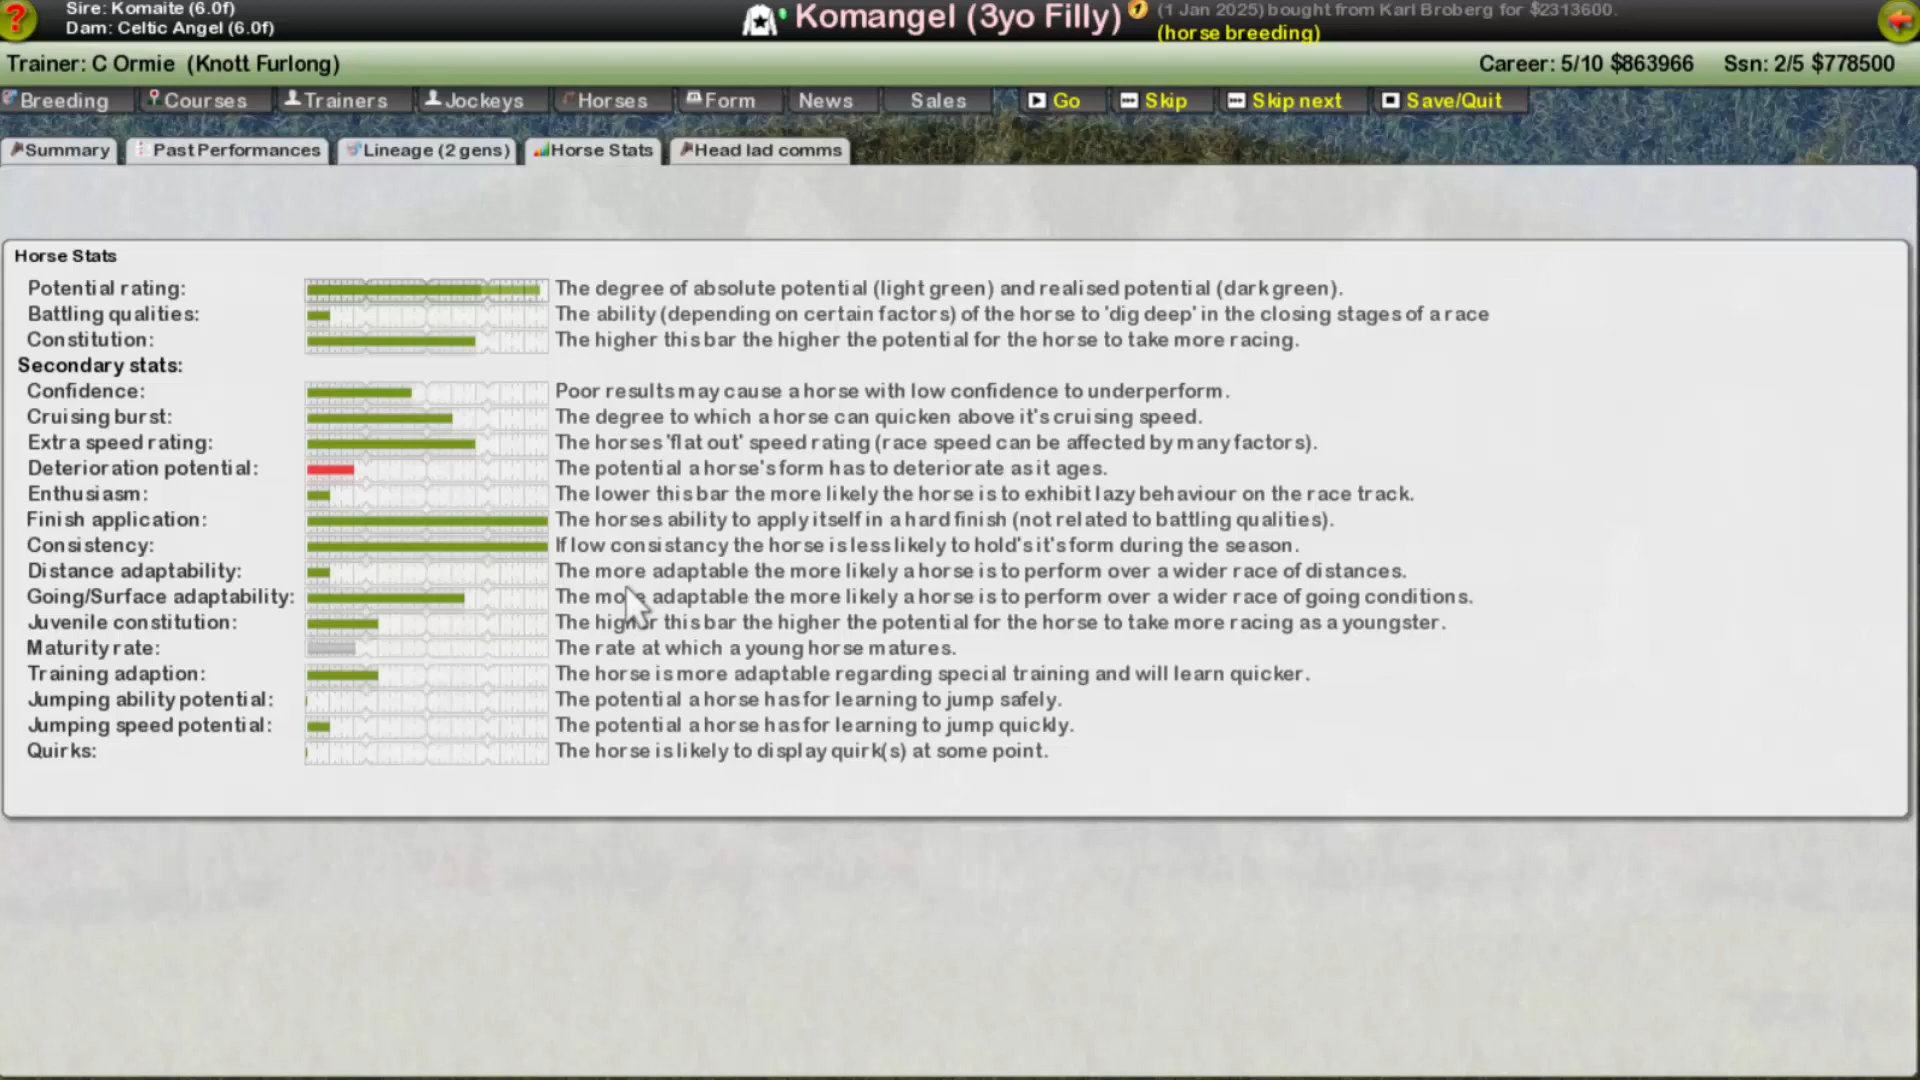 Sire: Komaite (6.0f)
Dam: Celtic Angel (6.0f)
Komangel (3yo Filly)
(1 Jan 2025) bought from Karl Broberg for $2313600.
(horse breeding)
Trainer: C Ormie (Knott Furlong)
Career: 5/10 $863966 Ssn: 2/5 $778500
Breeding Courses Trainers Jockeys Horses Form News Sales Go Skip Skip next Save/Quit
Summary Past Performances Lineage (2 gens) Horse Stats Head lad comms
Horse Stats
Potential rating: The degree of absolute potential (light green) and realised potential (dark green).
Battling qualities: The ability (depending on certain factors) of the horse to 'dig deep' in the closing stages of a race
Constitution: The higher this bar the higher the potential for the horse to take more racing.
Secondary stats:
Confidence: Poor results may cause a horse with low confidence to underperform.
Cruising burst: The degree to which a horse can quicken above it's cruising speed.
Extra speed rating: The horses 'flat out' speed rating (race speed can be affected by many factors).
Deterioration potential: The potential a horse's form has to deteriorate as it ages.
Enthusiasm: The lower this bar the more likely the horse is to exhibit lazy behaviour on the race track.
Finish application: The horses ability to apply itself in a hard finish (not related to battling qualities).
Consistency: If low consistancy the horse is less likely to hold's it's form during the season.
Distance adaptability: The more adaptable the more likely a horse is to perform over a wider race of distances.
Going/Surface adaptability: The more adaptable the more likely a horse is to perform over a wider race of going conditions.
Juvenile constitution: The higher this bar the higher the potential for the horse to take more racing as a youngster.
Maturity rate: The rate at which a young horse matures.
Training adaption: The horse is more adaptable regarding special training and will learn quicker.
Jumping ability potential: The potential a horse has for learning to jump safely.
Jumping speed potential: The potential a horse has for learning to jump quickly.
Quirks: The horse is likely to display quirk(s) at some point.